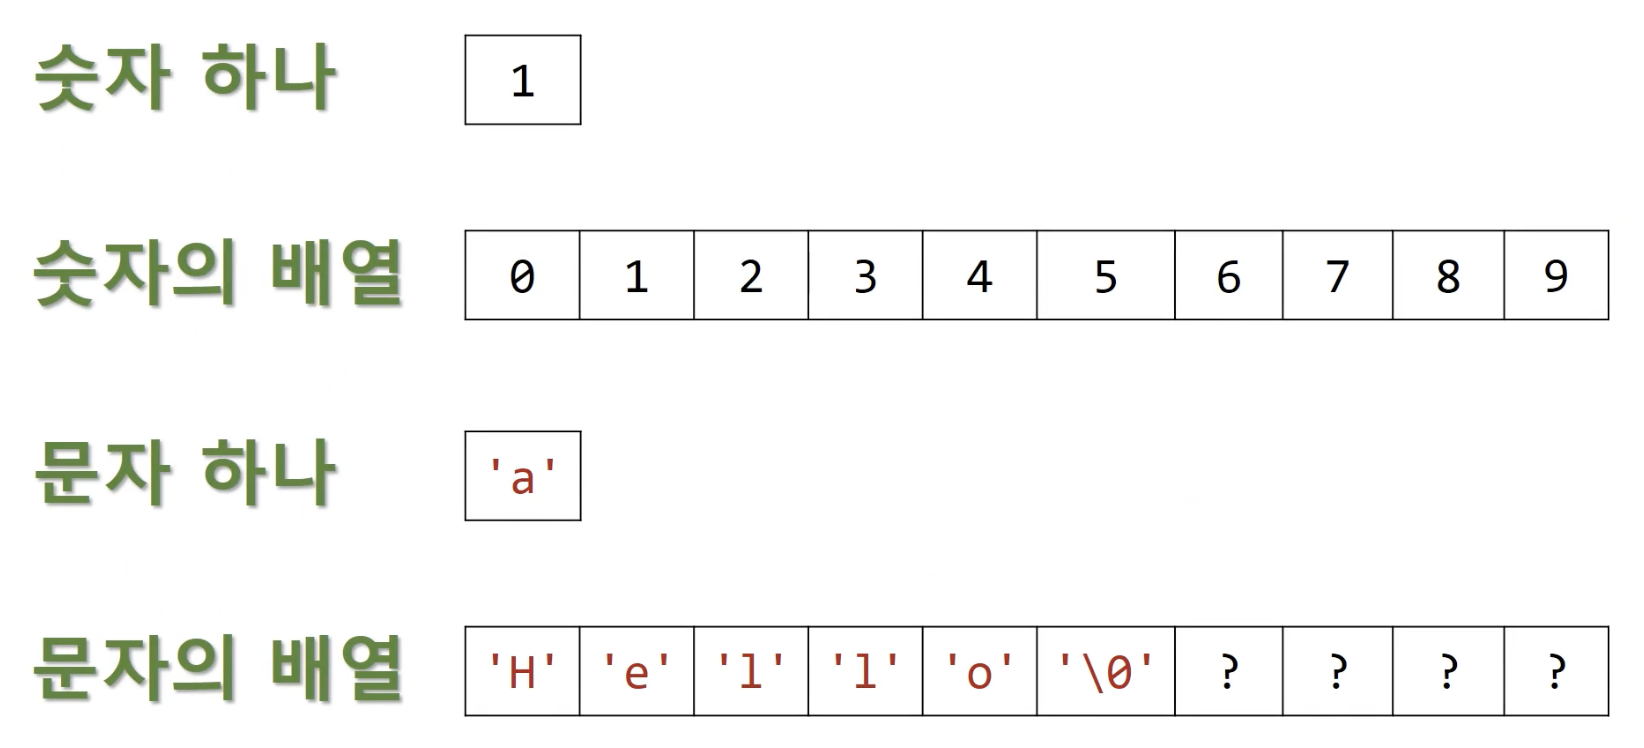 숫자 하나 1
숫자의 배열 0 1 2 3 4 5 6 7 8 9
문자 하나 'a'
문자의 배열 'H' 'e' 'l' 'l' 'o' '\0' ? ? ? ?